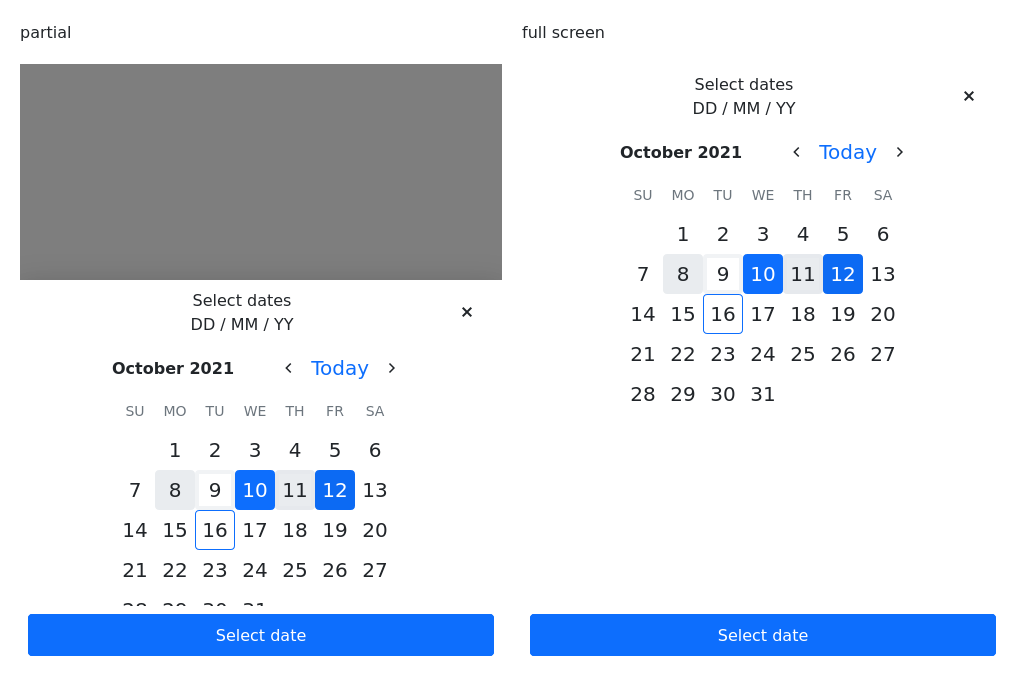 partial
Select dates
DD / MM / YY
×
October 2021 Today
SU MO TU WE TH FR SA
1 2 3 4 5 6
7 8 9 10 11 12 13
14 15 16 17 18 19 20
21 22 23 24 25 26 27
28 29 30 31
Select date
full screen
Select dates
DD / MM / YY
×
October 2021 Today
SU MO TU WE TH FR SA
1 2 3 4 5 6
7 8 9 10 11 12 13
14 15 16 17 18 19 20
21 22 23 24 25 26 27
28 29 30 31
Select date